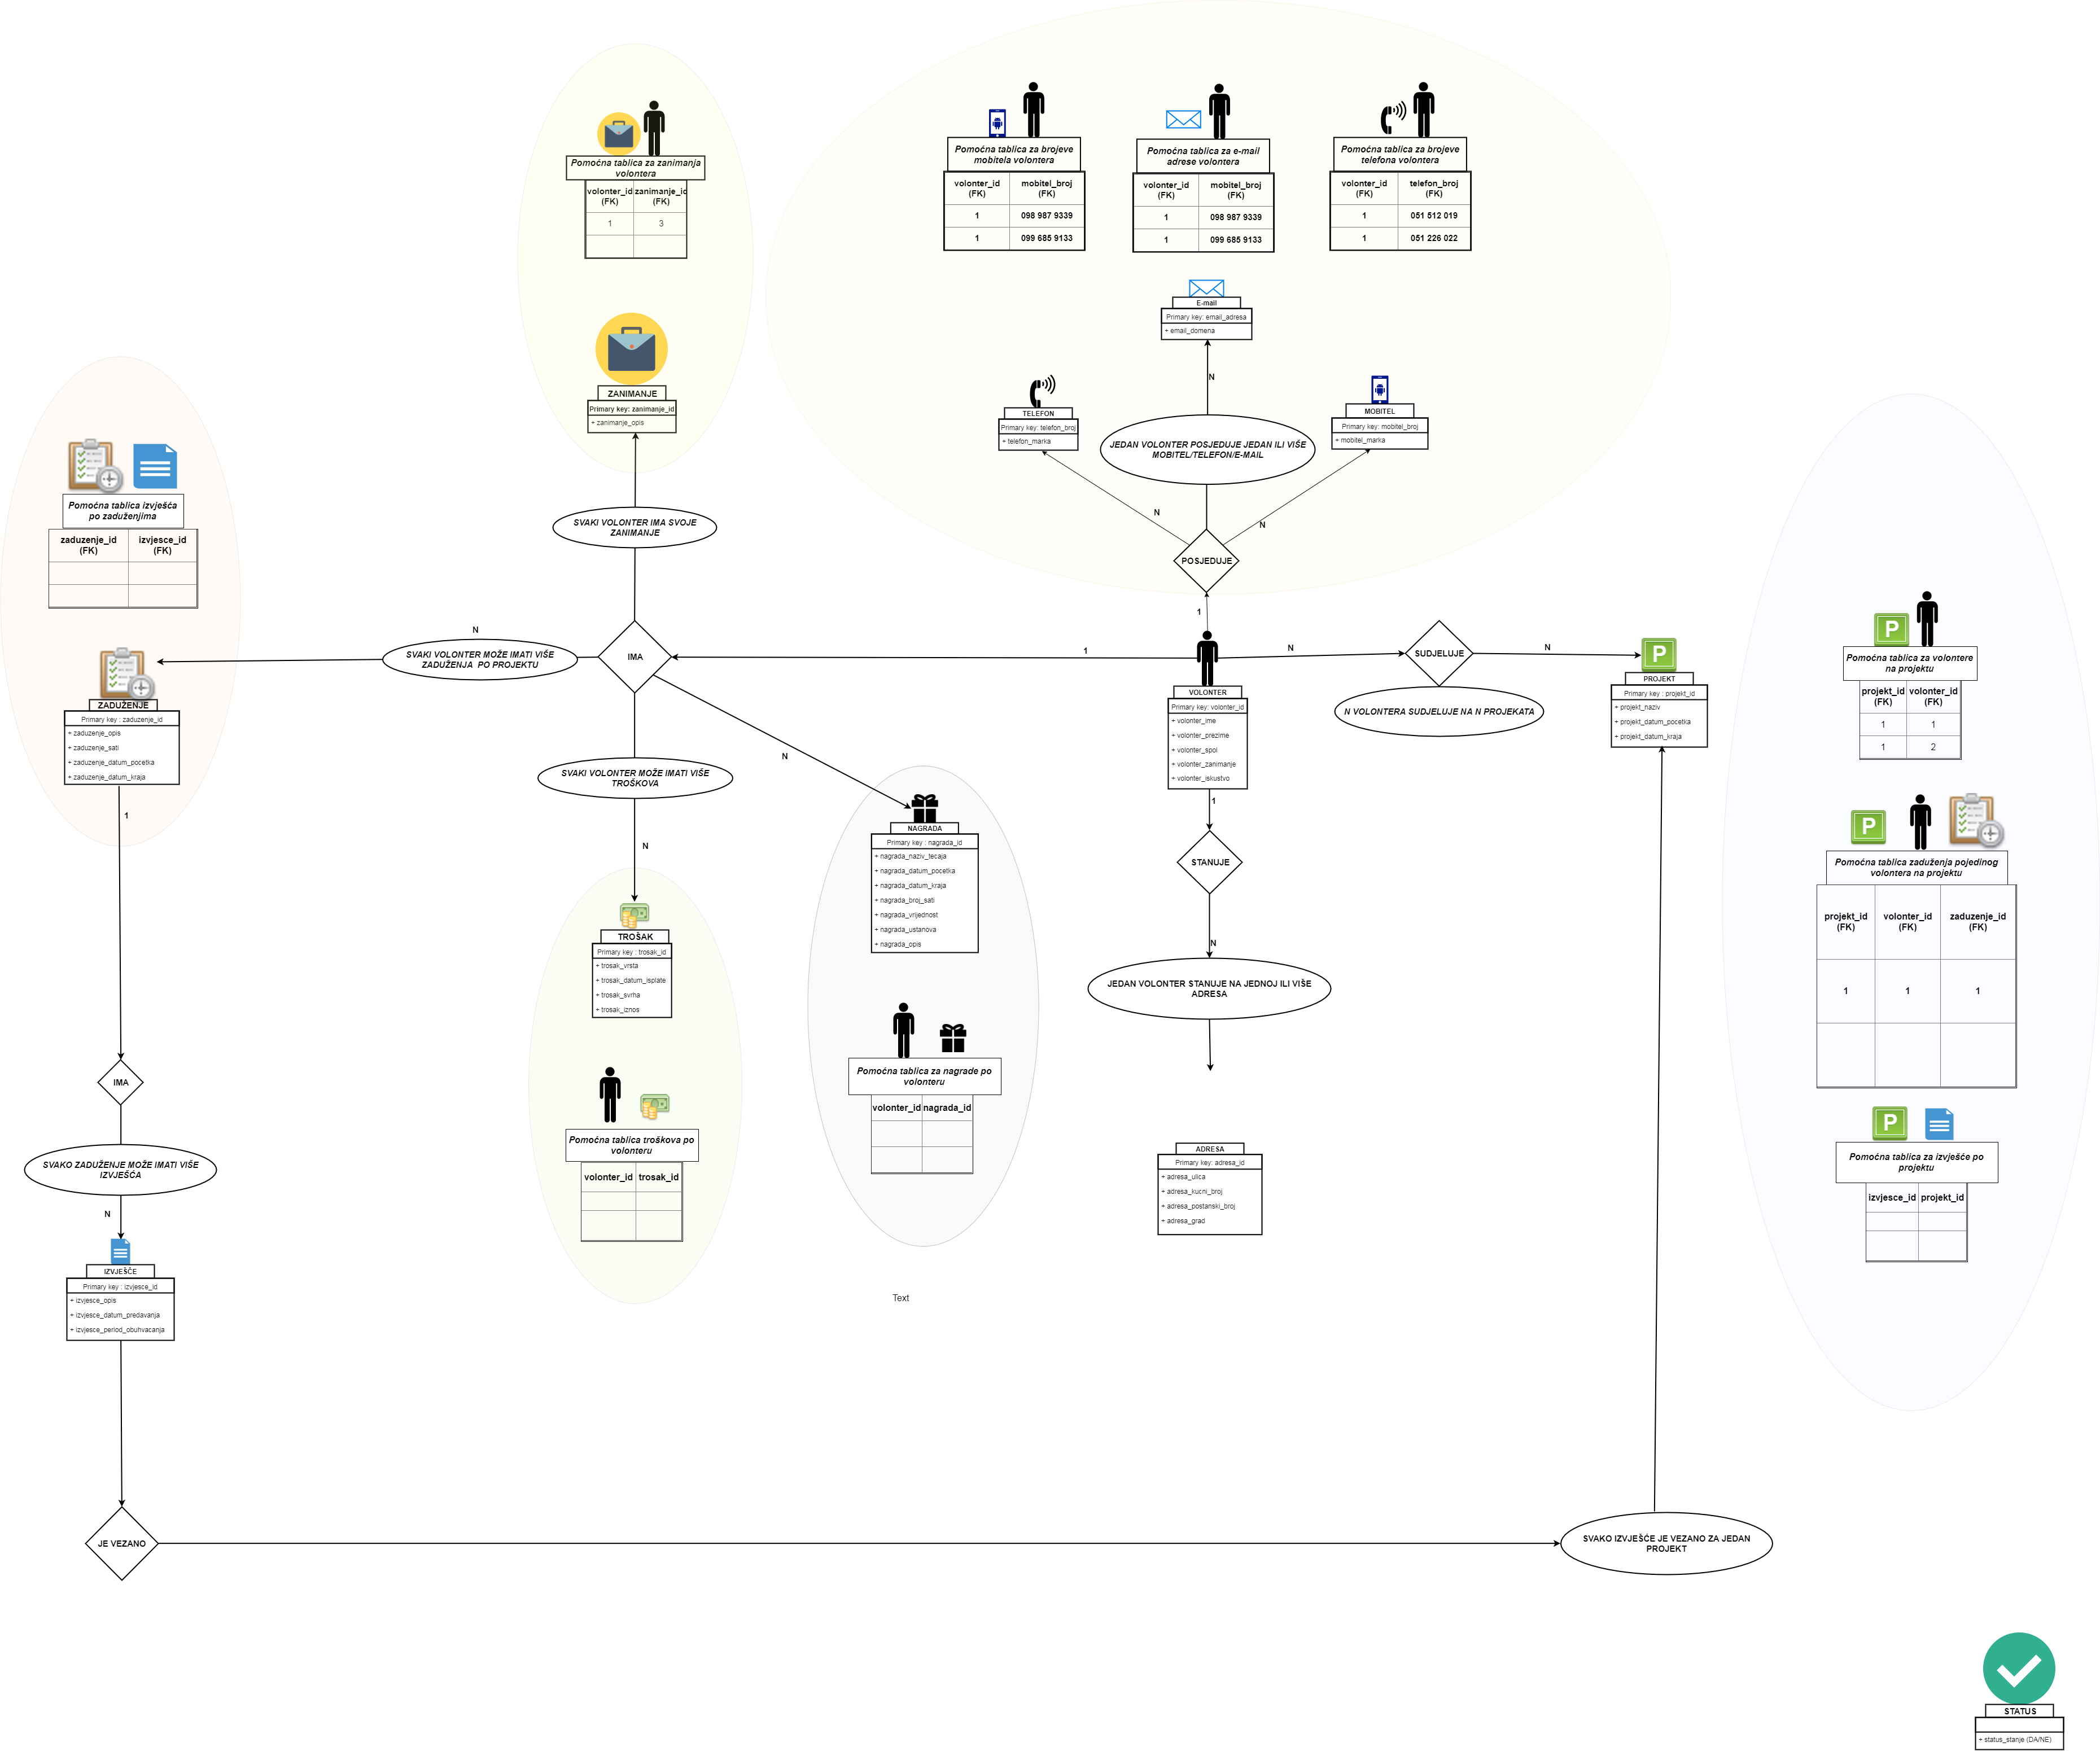 Pomoćna tablica za zanimanja
volontera
volonter_id
(FK)
zanimanje_id
(FK)
1
3
ZANIMANJE
Primary key: zanimanje_id
+ zanimanje_opis
SVAKI VOLONTER IMA SVOJE
ZANIMANJE
Pomoćna tablica za brojeve
mobitela volontera
volonter_id
(FK)
mobitel_broj
(FK)
1
098 987 9339
1
099 685 9133
Pomoćna tablica za e-mail
adrese volontera
volonter_id
(FK)
mobitel_broj
(FK)
1
098 987 9339
1
099 685 9133
Pomoćna tablica za brojeve
telefona volontera
volonter_id
(FK)
telefon_broj
(FK)
1
051 512 019
1
051 226 022
E-mail
Primary key: email_adresa
+ email_domena
N
TELEFON
Primary key: telefon_broj
+ telefon_marka
JEDAN VOLONTER POSJEDUJE JEDAN ILI VIŠE
MOBITEL/TELEFON/E-MAIL
MOBITEL
Primary key: mobitel_broj
+ mobitel_marka
N
N
POSJEDUJE
1
Pomoćna tablica izvješća
po zaduženjima
zaduzenje_id
(FK)
izvjesce_id
(FK)
N
SVAKI VOLONTER MOŽE IMATI VIŠE
ZADUŽENJA  PO PROJEKTU
IMA
1
N
SUDJELUJE
N
N VOLONTERA SUDJELUJE NA N PROJEKATA
ZADUŽENJE
Primary key : zaduzenje_id
+ zaduzenje_opis
+ zaduzenje_sati
+ zaduzenje_datum_pocetka
+ zaduzenje_datum_kraja
1
VOLONTER
Primary key: volonter_id
+ volonter_ime
+ volonter_prezime
+ volonter_spol
+ volonter_zanimanje
+ volonter_iskustvo
1
P
PROJEKT
Primary key : projekt_id
+ projekt_naziv
+ projekt_datum_pocetka
+ projekt_datum_kraja
P
Pomoćna tablica za volontere
na projektu
projekt_id
(FK)
volonter_id
(FK)
1
1
1
2
P
Pomoćna tablica zaduženja pojedinog
volontera na projektu
projekt_id
(FK)
volonter_id
(FK)
zaduzenje_id
(FK)
1
1
1
P
Pomoćna tablica za izvješće po
projektu
izvjesce_id
projekt_id
SVAKI VOLONTER MOŽE IMATI VIŠE
TROŠKOVA
N
N
TROŠAK
Primary key : trosak_id
+ trosak_vrsta
+ trosak_datum_isplate
+ trosak_svrha
+ trosak_iznos
Pomoćna tablica troškova po
volonteru
volonter_id
trosak_id
NAGRADA
Primary key : nagrada_id
+ nagrada_naziv_tecaja
+ nagrada_datum_pocetka
+ nagrada_datum_kraja
+ nagrada_broj_sati
+ nagrada_vrijednost
+ nagrada_ustanova
+ nagrada_opis
Pomoćna tablica za nagrade po
volonteru
volonter_id
nagrada_id
Text
STANUJE
N
JEDAN VOLONTER STANUJE NA JEDNOJ ILI VIŠE
ADRESA
ADRESA
Primary key: adresa_id
+ adresa_ulica
+ adresa_kucni_broj
+ adresa_postanski_broj
+ adresa_grad
IMA
SVAKO ZADUŽENJE MOŽE IMATI VIŠE
IZVJEŠĆA
N
IZVJEŠČE
Primary key : izvjesce_id
+ izvjesce_opis
+ izvjesce_datum_predavanja
+ izvjesce_period_obuhvacanja
JE VEZANO
SVAKO IZVJEŠĆE JE VEZANO ZA JEDAN
PROJEKT
STATUS
+ status_stanje (DA/NE)